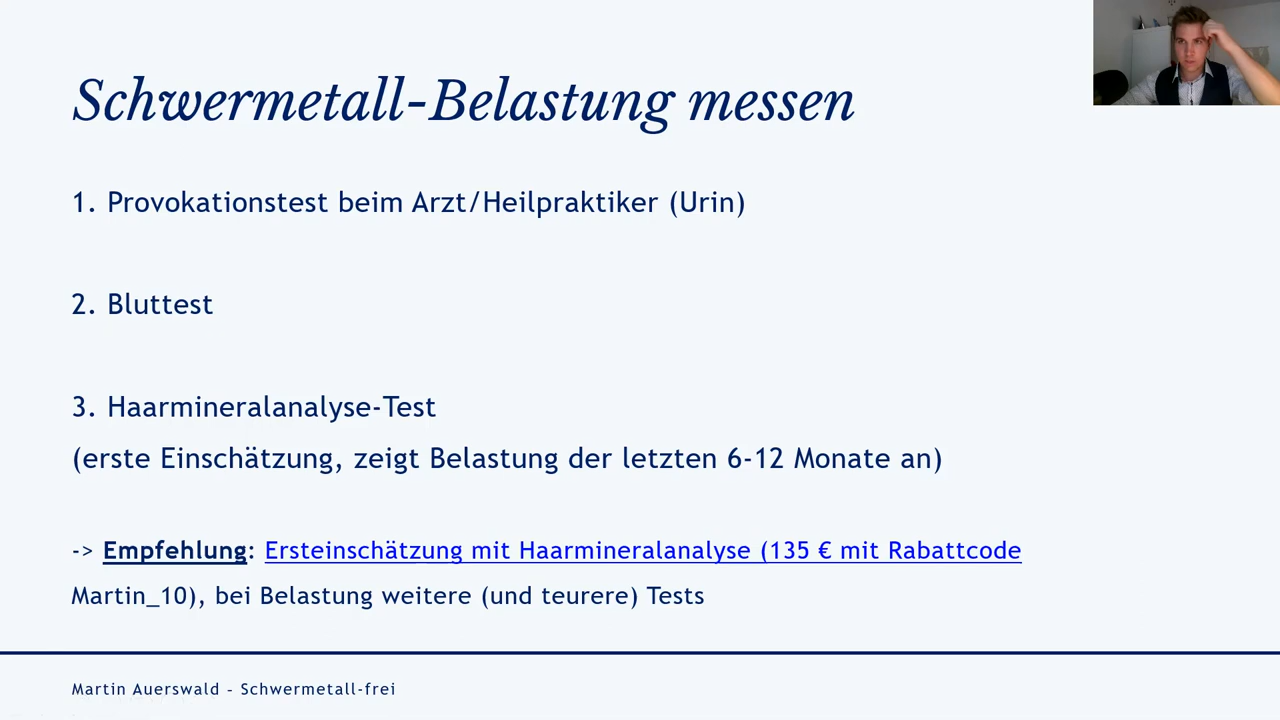 Schwermetall-Belastung messen
1. Provokationstest beim Arzt/Heilpraktiker (Urin)
2. Bluttest
3. Haarmineralanalyse-Test
(erste Einschätzung, zeigt Belastung der letzten 6-12 Monate an)
-> Empfehlung: Ersteinschätzung mit Haarmineralanalyse (135 € mit Rabattcode
Martin_10), bei Belastung weitere (und teurere) Tests
Martin Auerswald - Schwermetall-frei